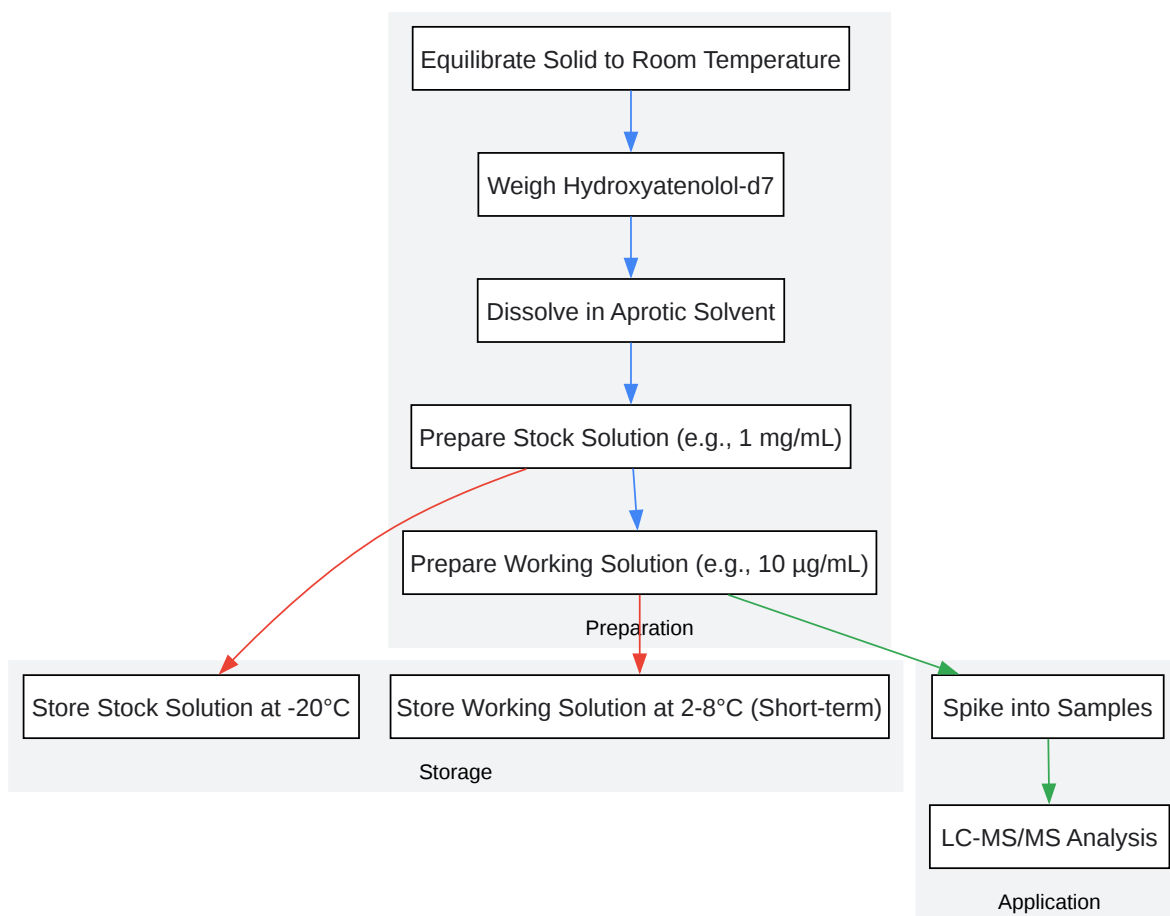 Equilibrate Solid to Room Temperature
Weigh Hydroxyatenolol-d7
Dissolve in Aprotic Solvent
Prepare Stock Solution (e.g., 1 mg/mL)
Prepare Working Solution (e.g., 10 µg/mL)
Preparation
Store Stock Solution at -20°C
Store Working Solution at 2-8°C (Short-term)
Storage
Spike into Samples
LC-MS/MS Analysis
Application